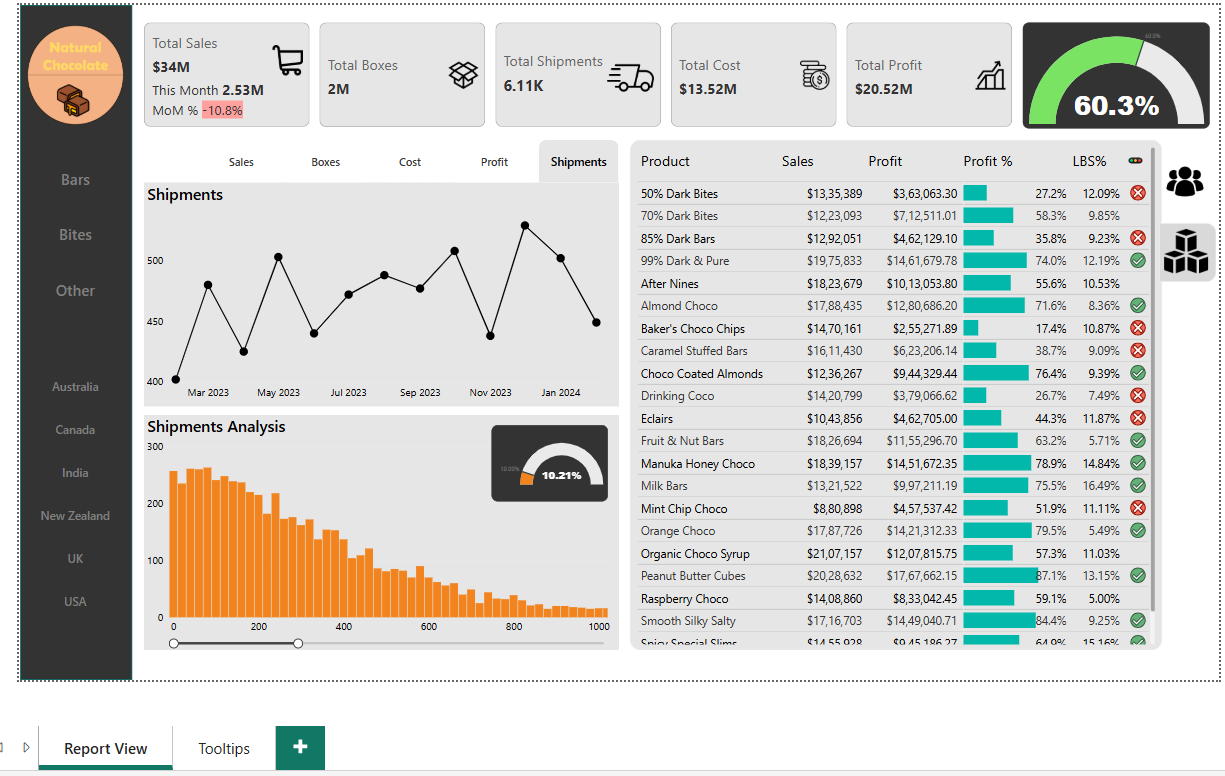 Natural
Chocolate
Bars
Bites
Other
Australia
Canada
India
New Zealand
UK
USA
Total Sales
$34M
This Month 2.53M
MoM % -10.8%
Total Boxes
2M
Total Shipments
6.11K
Total Cost
$13.52M
Total Profit
$20.52M
60.0%
60.3%
Sales Boxes Cost Profit Shipments
Shipments
500
450
400
Mar 2023 May 2023 Jul 2023 Sep 2023 Nov 2023 Jan 2024
Shipments Analysis
300
200
100
0
0 200 400 600 800 1000
10.00%
10.21%
Product Sales Profit Profit % LBS%
50% Dark Bites $13,35,389 $3,63,063.30 27.2% 12.09%
70% Dark Bites $12,23,093 $7,12,511.01 58.3% 9.85%
85% Dark Bars $12,92,051 $4,62,129.10 35.8% 9.23%
99% Dark & Pure $19,75,833 $14,61,679.78 74.0% 12.19%
After Nines $18,23,679 $10,13,053.80 55.6% 10.53%
Almond Choco $17,88,435 $12,80,686.20 71.6% 8.36%
Baker's Choco Chips $14,70,161 $2,55,271.89 17.4% 10.87%
Caramel Stuffed Bars $16,11,430 $6,23,206.14 38.7% 9.09%
Choco Coated Almonds $12,36,267 $9,44,329.44 76.4% 9.39%
Drinking Coco $14,20,799 $3,79,066.62 26.7% 7.49%
Eclairs $10,43,856 $4,62,705.00 44.3% 11.87%
Fruit & Nut Bars $18,26,694 $11,55,296.70 63.2% 5.71%
Manuka Honey Choco $18,39,157 $14,51,672.35 78.9% 14.84%
Milk Bars $13,21,522 $9,97,211.19 75.5% 16.49%
Mint Chip Choco $8,80,898 $4,57,537.42 51.9% 11.11%
Orange Choco $17,87,726 $14,21,312.33 79.5% 5.49%
Organic Choco Syrup $21,07,157 $12,07,815.75 57.3% 11.03%
Peanut Butter Cubes $20,28,632 $17,67,662.15 87.1% 13.15%
Raspberry Choco $14,08,860 $8,33,042.45 59.1% 5.00%
Smooth Silky Salty $17,16,703 $14,49,040.71 84.4% 9.25%
Spicy Special Slims $14,55,928 $9,45,186.27 64.9% 15.16%
Report View Tooltips +